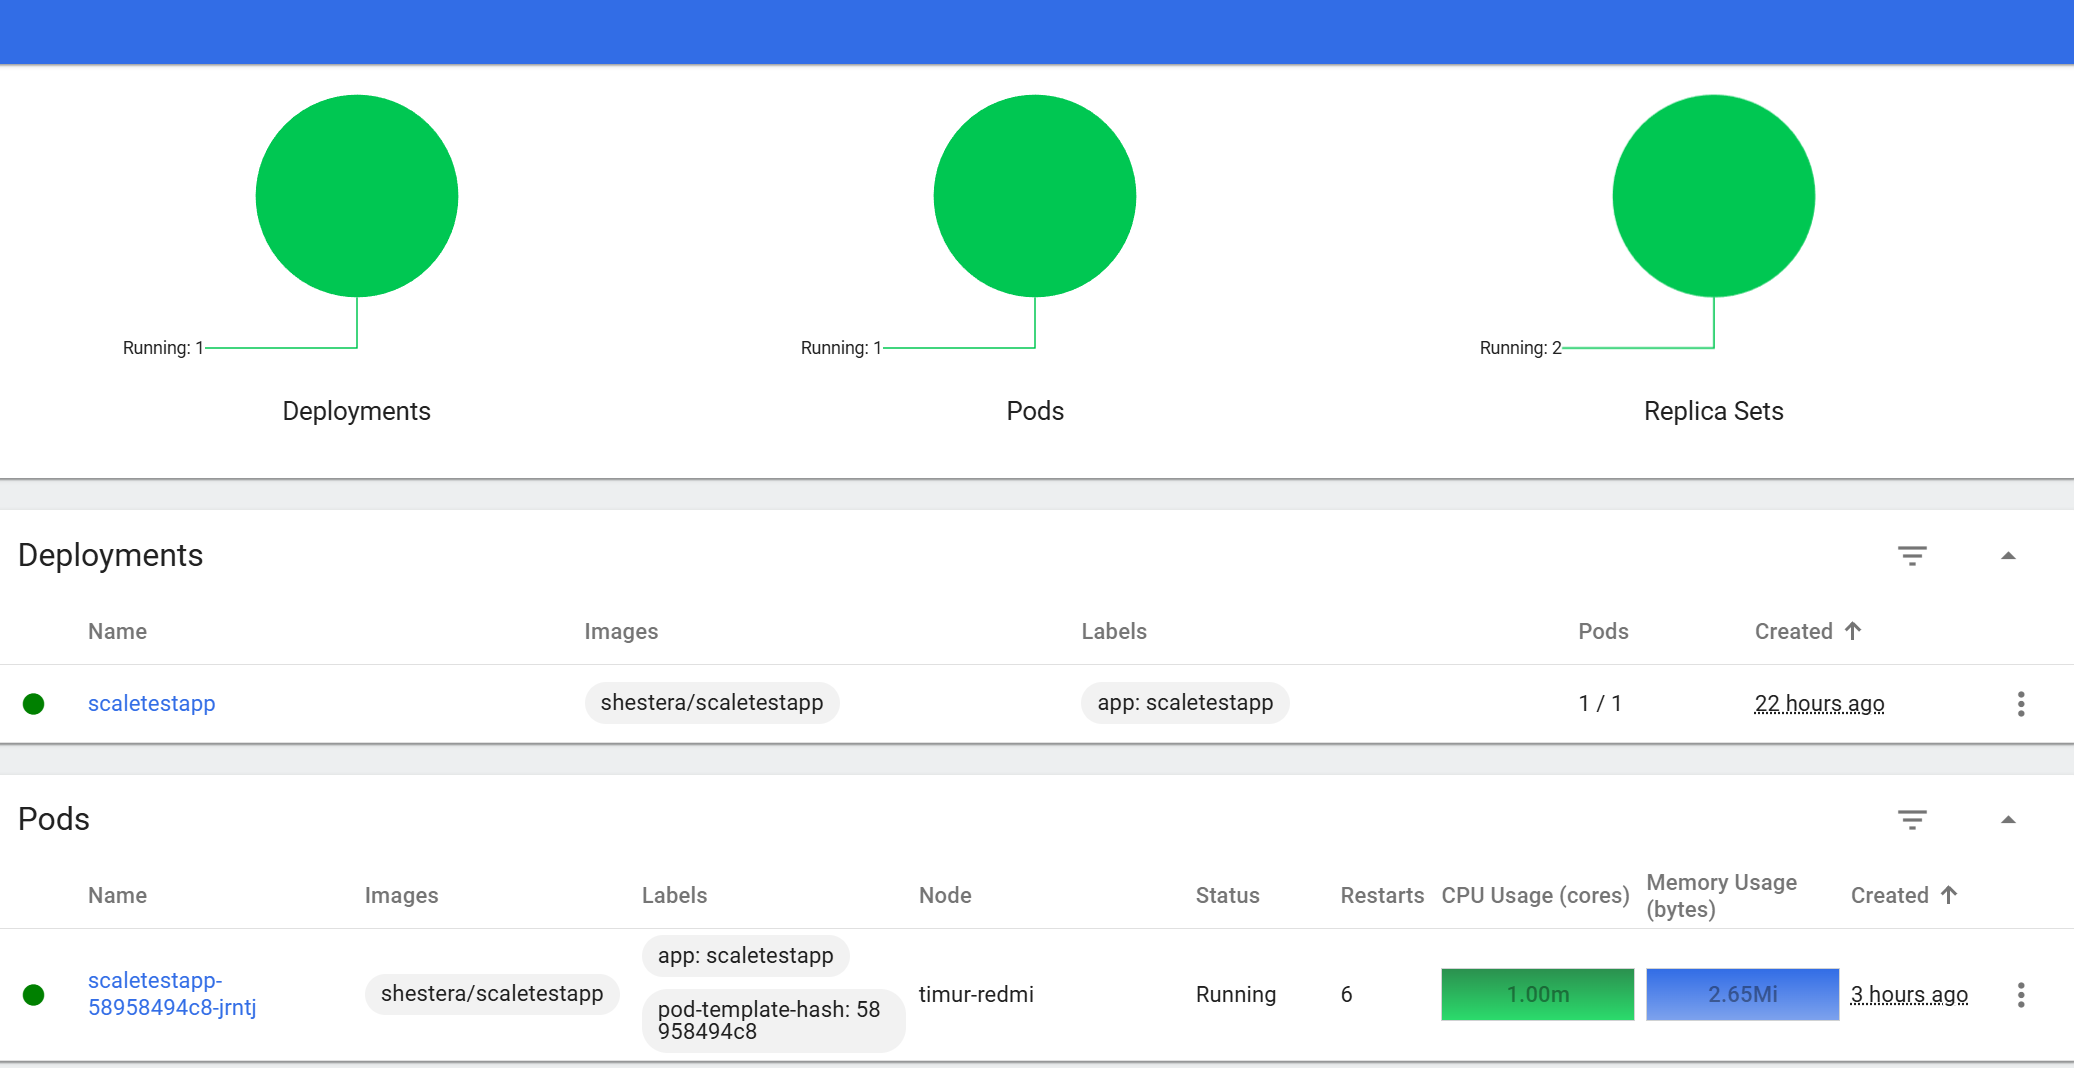 Running: 1
Running: 1
Running: 2
Deployments
Pods
Replica Sets
Deployments
Name Images Labels Pods Created
scaletestapp shestera/scaletestapp app: scaletestapp 1 / 1 22 hours ago
Pods
Name Images Labels Node Status Restarts CPU Usage (cores) Memory Usage
(bytes) Created
scaletestapp-
58958494c8-jrntj
shestera/scaletestapp
app: scaletestapp
pod-template-hash: 58
958494c8
timur-redmi Running 6 1.00m 2.65Mi 3 hours ago